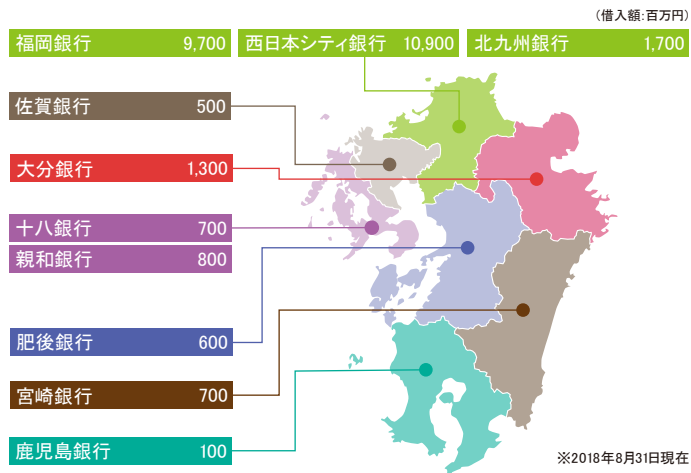 (借入額:百万円)
福岡銀行 9,700 西日本シティ銀行 10,900 北九州銀行 1,700
佐賀銀行 500
大分銀行 1,300
十八銀行 700
親和銀行 800
肥後銀行 600
宮崎銀行 700
鹿児島銀行 100
※2018年8月31日現在